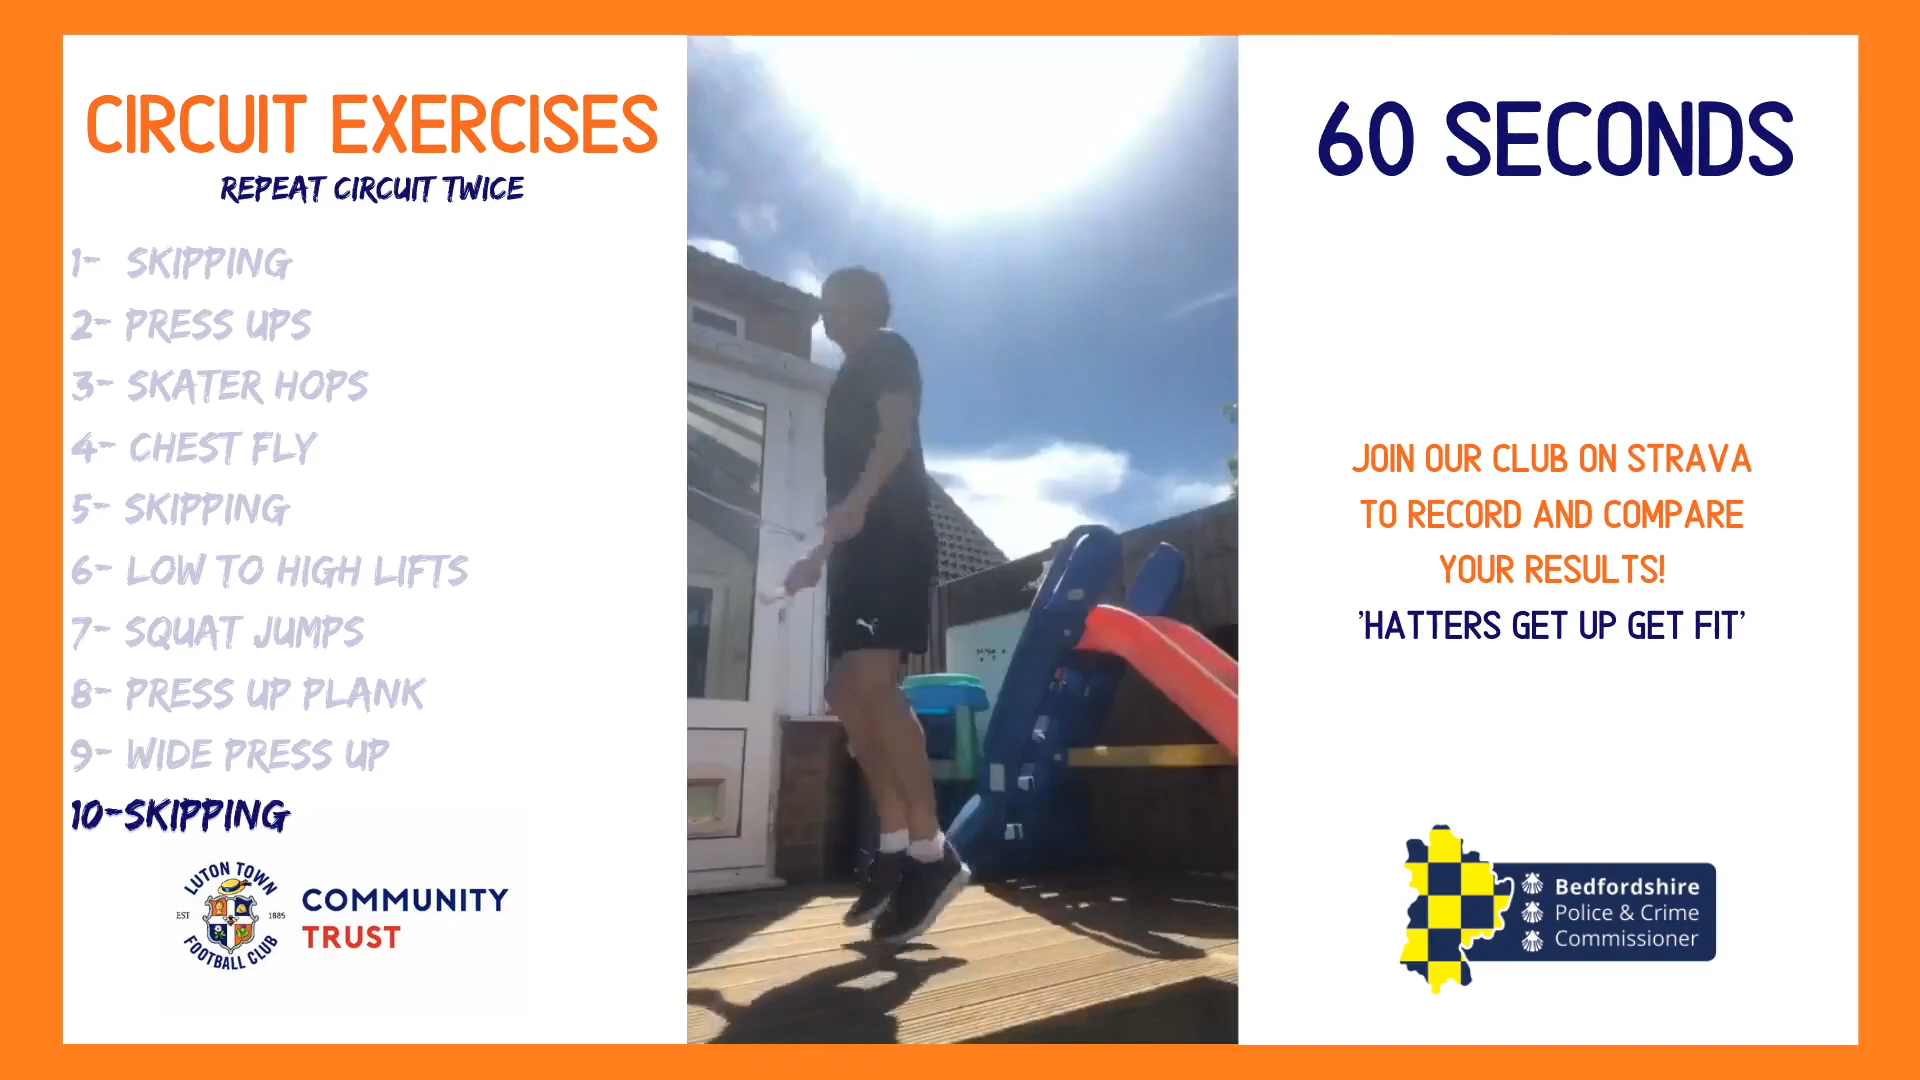 CIRCUIT EXERCISES
REPEAT CIRCUIT TWICE
1- SKIPPING
2- PRESS UPS
3- SKATER HOPS
4- CHEST FLY
5- SKIPPING
6- LOW TO HIGH LIFTS
7- SQUAT JUMPS
8- PRESS UP PLANK
9- WIDE PRESS UP
10-SKIPPING
LUTON TOWN
EST 1885
FOOTBALL CLUB
COMMUNITY
TRUST
60 SECONDS
JOIN OUR CLUB ON STRAVA
TO RECORD AND COMPARE
YOUR RESULTS!
'HATTERS GET UP GET FIT'
Bedfordshire
Police & Crime
Commissioner